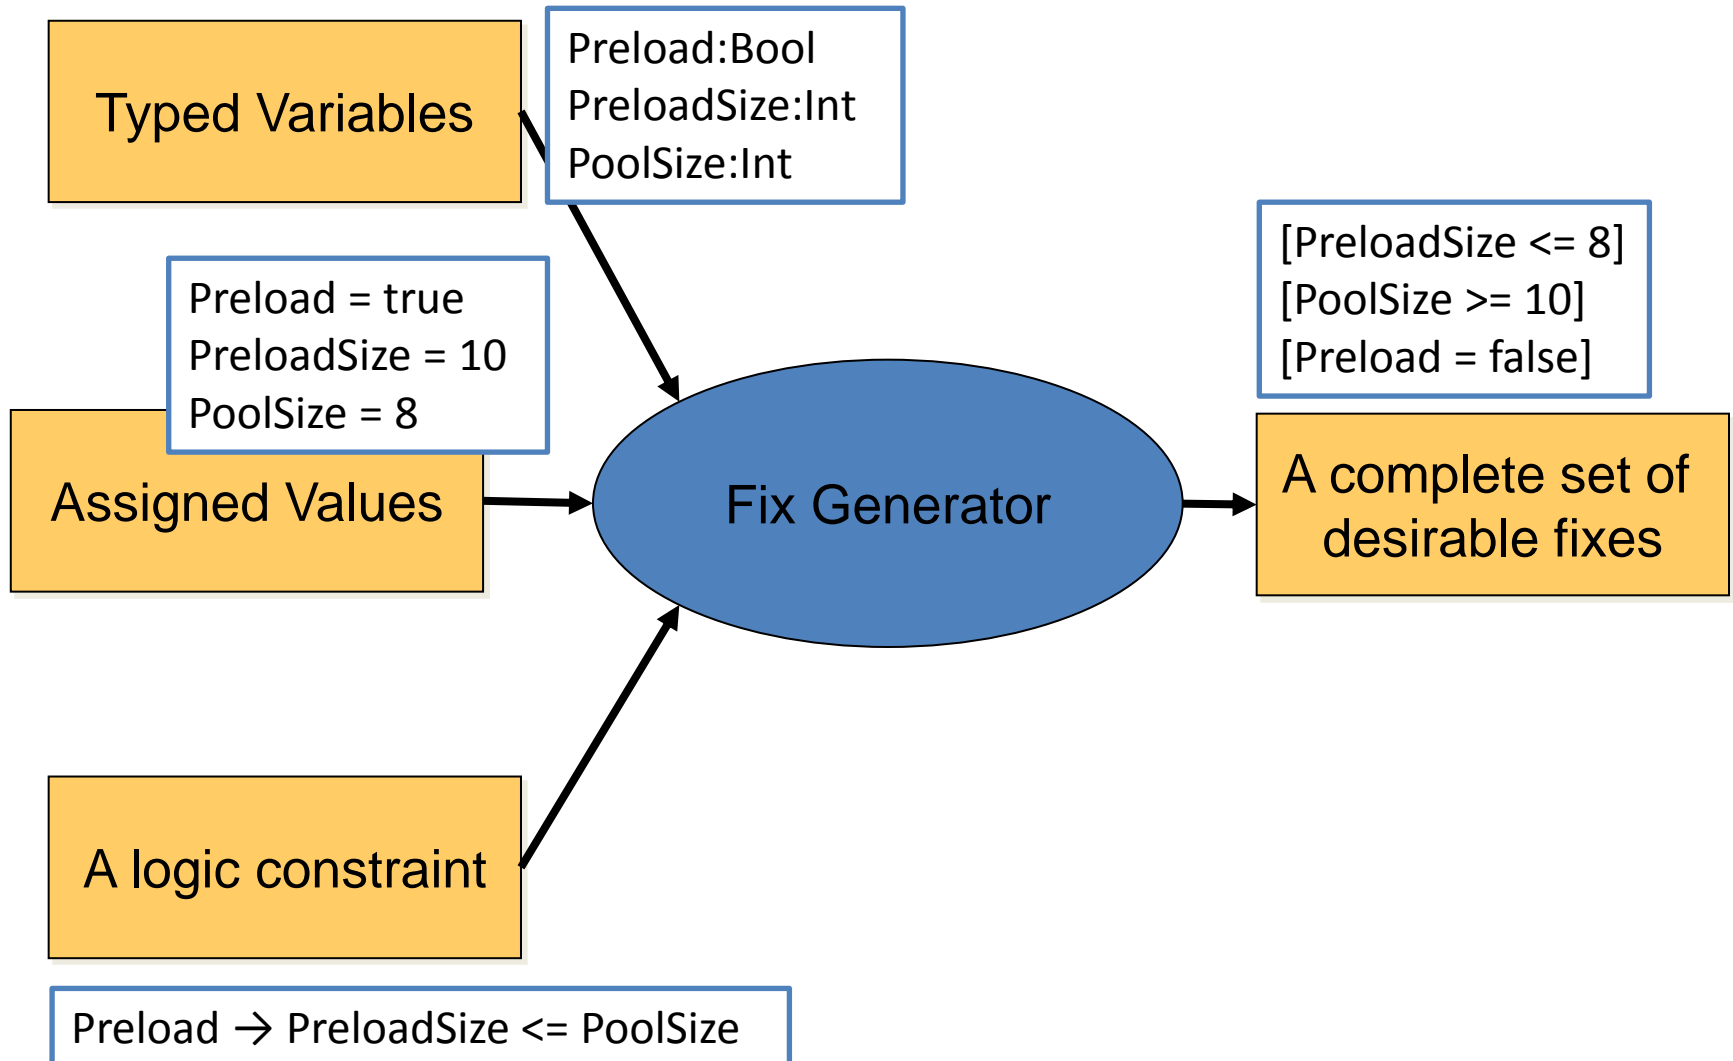 Typed Variables
Preload:Bool
PreloadSize:Int
PoolSize:Int
Preload = true
PreloadSize = 10
PoolSize = 8
Assigned Values
Fix Generator
[PreloadSize <= 8]
[PoolSize >= 10]
[Preload = false]
A complete set of
desirable fixes
A logic constraint
Preload → PreloadSize <= PoolSize